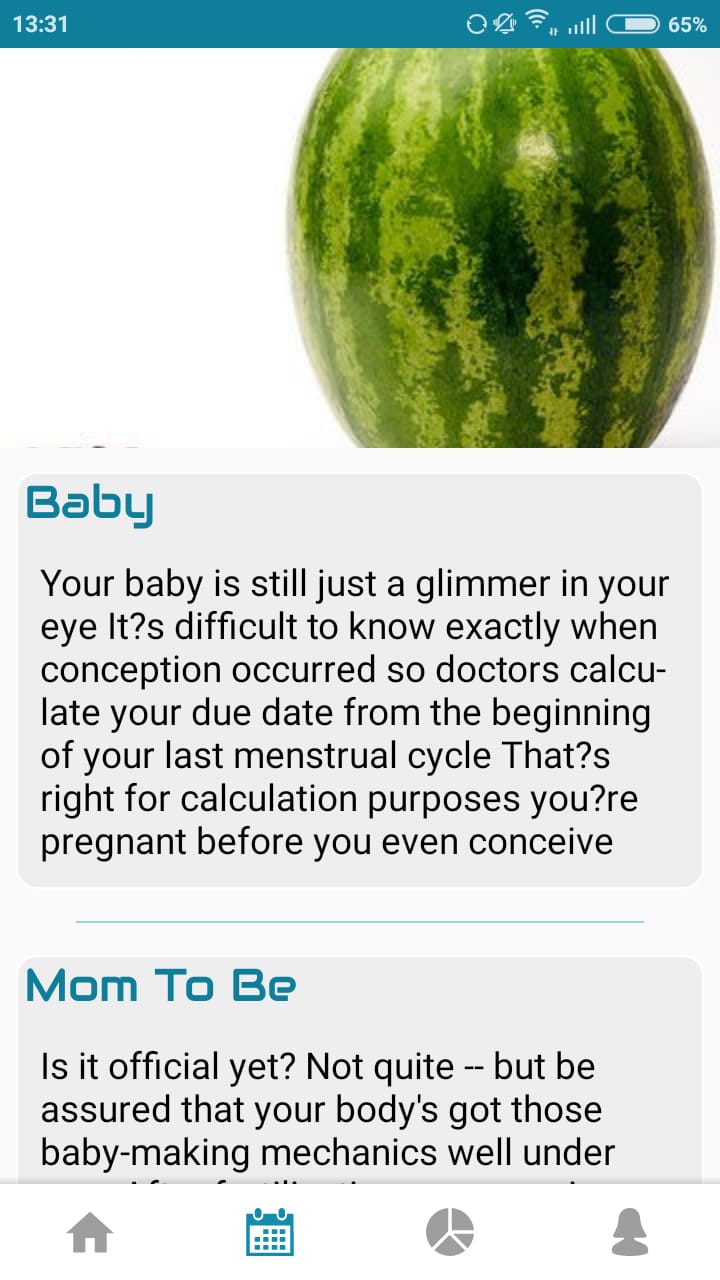 13:31
65%
Baby
Your baby is still just a glimmer in your
eye It?s difficult to know exactly when
conception occurred so doctors calcu-
late your due date from the beginning
of your last menstrual cycle That?s
right for calculation purposes you?re
pregnant before you even conceive
Mom To Be
Is it official yet? Not quite -- but be
assured that your body's got those
baby-making mechanics well under